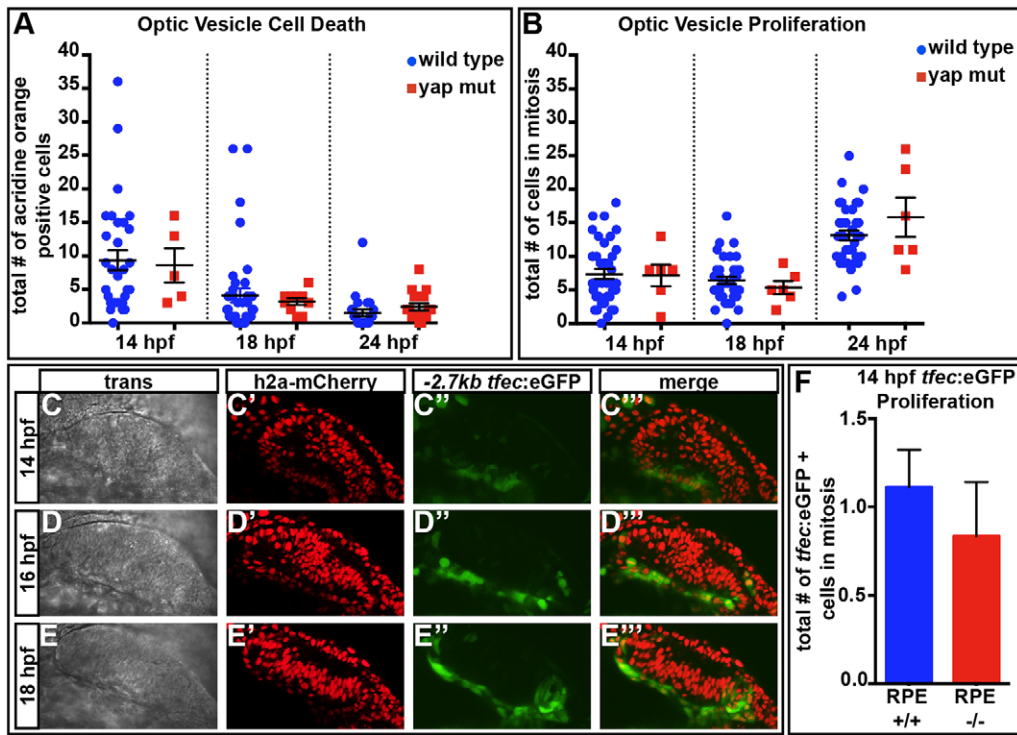 A Optic Vesicle Cell Death
wild type
yap mut
total # of acridine orange
positive cells
40
35
30
25
20
15
10
5
0
14 hpf 18 hpf 24 hpf
B Optic Vesicle Proliferation
wild type
yap mut
total # of cells in mitosis
40
35
30
25
20
15
10
5
0
14 hpf 18 hpf 24 hpf
trans h2a-mCherry -2.7kb tfec:eGFP merge
14 hpf
C C' C'' C'''
16 hpf
D D' D'' D'''
18 hpf
E E' E'' E'''
F 14 hpf tfec:eGFP
Proliferation
total # of tfec:eGFP +
cells in mitosis
1.5
1.0
0.5
0.0
RPE RPE
+/+ -/-